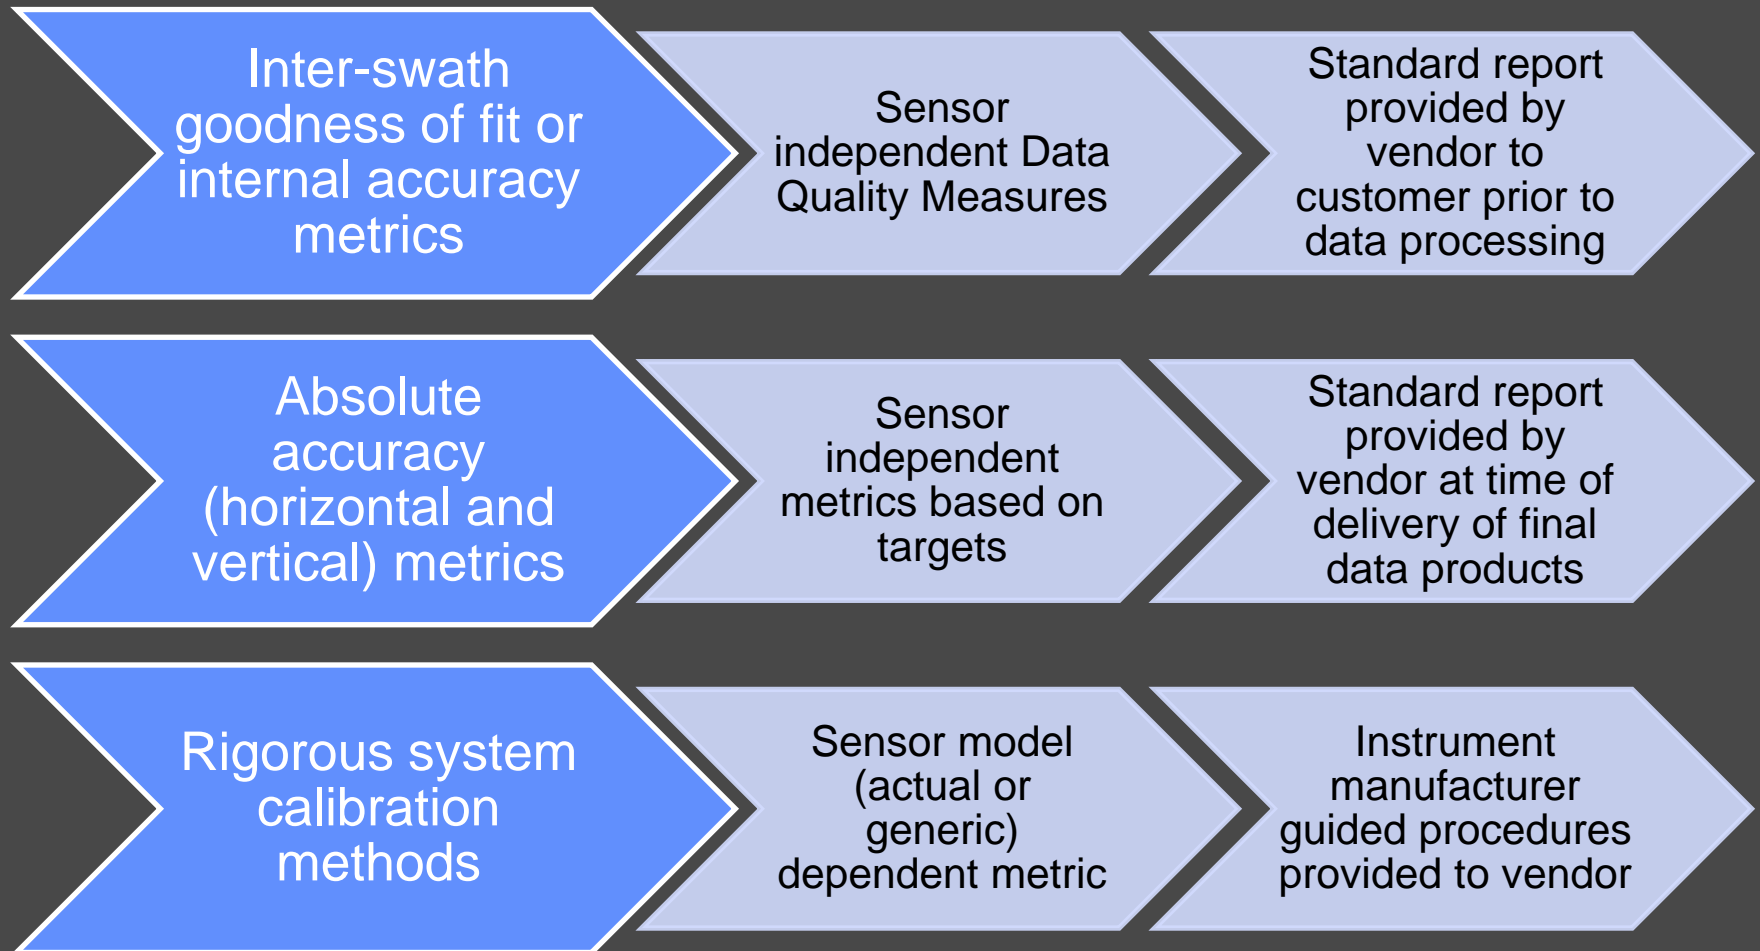 Inter-swath
goodness of fit or
internal accuracy
metrics
Sensor
independent Data
Quality Measures
Standard report
provided by
vendor to
customer prior to
data processing
Absolute
accuracy
(horizontal and
vertical) metrics
Sensor
independent
metrics based on
targets
Standard report
provided by
vendor at time of
delivery of final
data products
Rigorous system
calibration
methods
Sensor model
(actual or
generic)
dependent metric
Instrument
manufacturer
guided procedures
provided to vendor